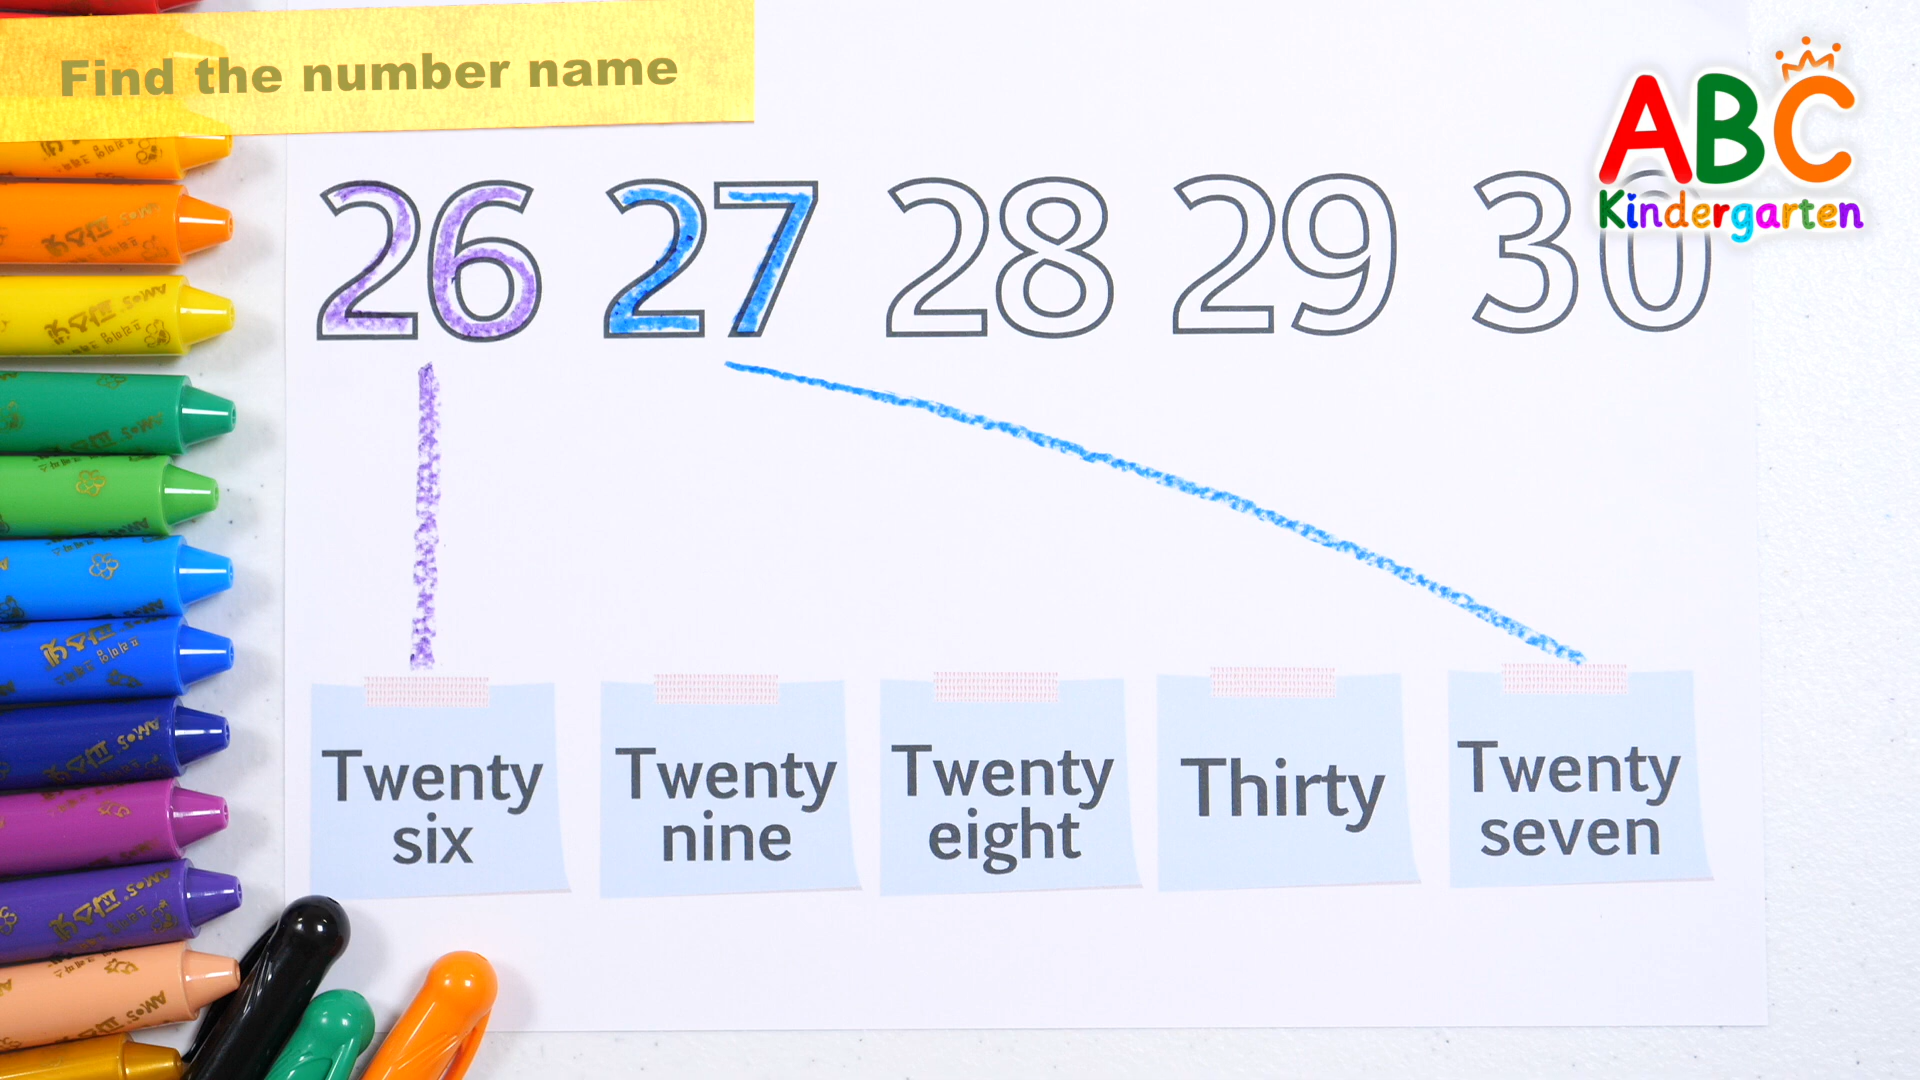 Find the number name
ABC
Kindergarten
26 27 28 29 30
Twenty
six
Twenty
nine
Twenty
eight
Thirty
Twenty
seven